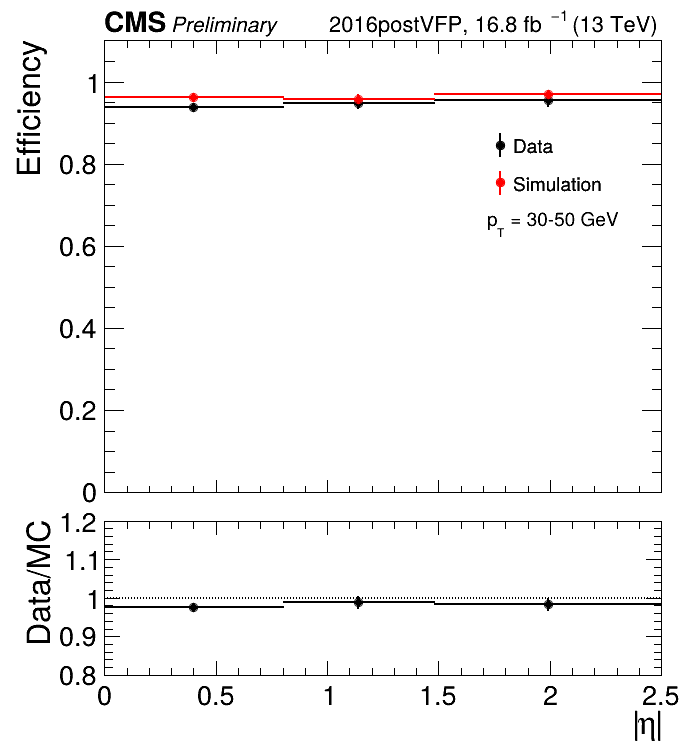 CMS Preliminary 2016postVFP, 16.8 fb⁻¹ (13 TeV)
Efficiency
1
0.8
0.6
0.4
0.2
0
Data
Simulation
p_T = 30-50 GeV
Data/MC
1.2
1.1
1
0.9
0.8
0 0.5 1 1.5 2 2.5
|η|